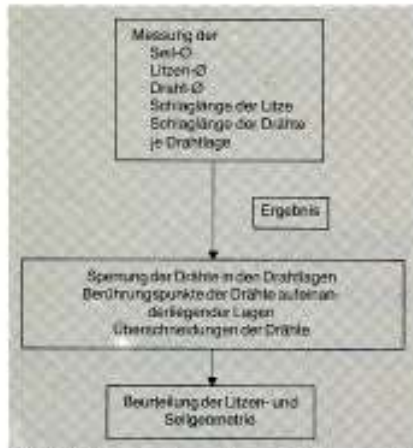 Messung der
Seil-Ø
Litzen-Ø
Draht-Ø
Schlaglänge der Litze
Schlaglänge der Drähte
je Drahtlage
Ergebnis
Sperrung der Drähte in den Drahtlagen
Berührungspunkte der Drähte aufeinan-
derliegender Lagen
Überschneidungen der Drähte
Beurteilung der Litzen- und
Seilgeometrie